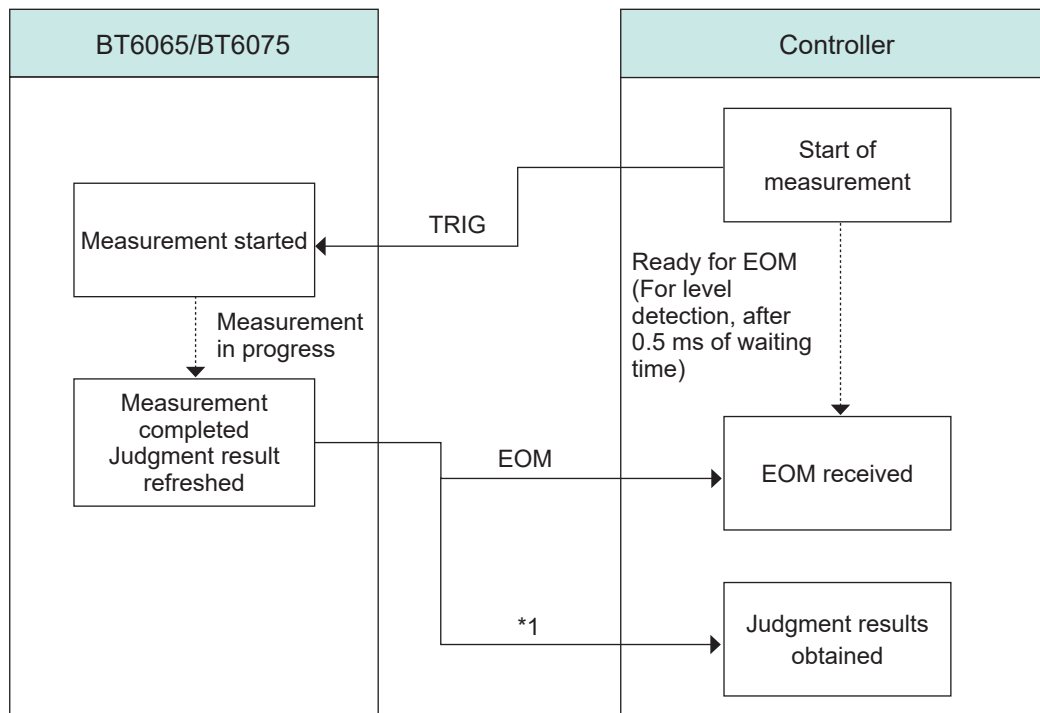 BT6065/BT6075
Controller
Start of
measurement
TRIG
Measurement started
Ready for EOM
(For level
detection, after
0.5 ms of waiting
time)
Measurement
in progress
Measurement
completed
Judgment result
refreshed
EOM
EOM received
*1
Judgment results
obtained